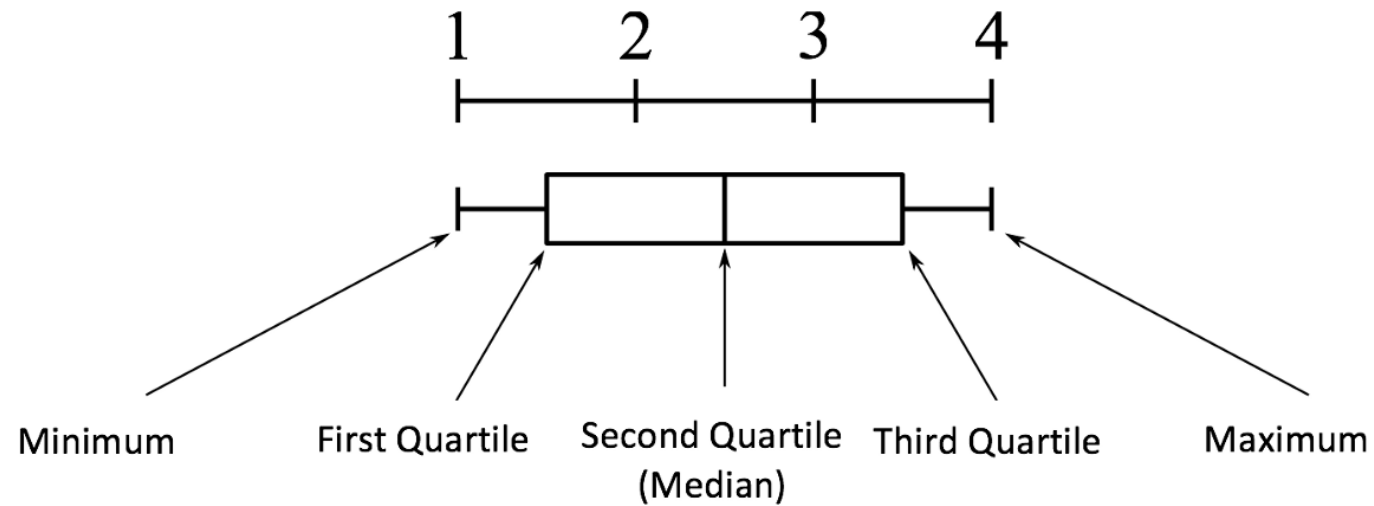 1 2 3 4
Minimum
First Quartile
Second Quartile
(Median)
Third Quartile
Maximum